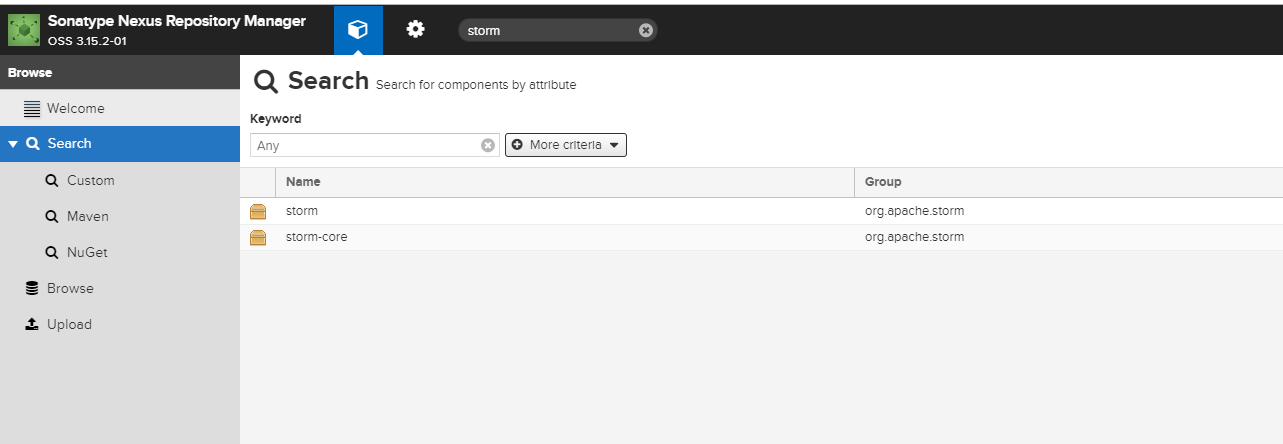 Sonatype Nexus Repository Manager
OSS 3.15.2-01
storm
Browse
Welcome
Search
Custom
Maven
NuGet
Browse
Upload
Search Search for components by attribute
Keyword
Any More criteria
Name Group
storm org.apache.storm
storm-core org.apache.storm